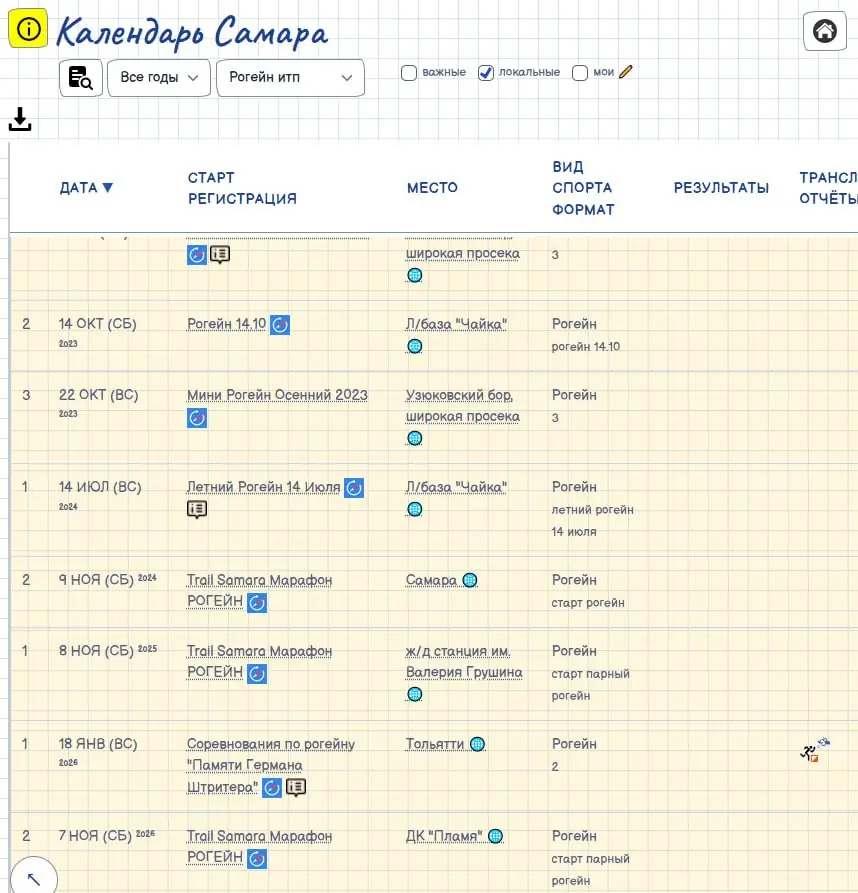 Календарь Самара
Все годы
Рогейн итп
важные
локальные
мои
ДАТА ▼
СТАРТ
РЕГИСТРАЦИЯ
МЕСТО
ВИД
СПОРТА
ФОРМАТ
РЕЗУЛЬТАТЫ
ТРАНСЛ
ОТЧЁТЫ
широкая просека
3
2
14 ОКТ (СБ)
2023
Рогейн 14.10
Л/база "Чайка"
Рогейн
рогейн 14.10
3
22 ОКТ (ВС)
2023
Мини Рогейн Осенний 2023
Узюковский бор,
широкая просека
Рогейн
3
1
14 ИЮЛ (ВС)
2024
Летний Рогейн 14 Июля
Л/база "Чайка"
Рогейн
летний рогейн
14 июля
2
9 НОЯ (СБ) 2024
Trail Samara Марафон
РОГЕЙН
Самара
Рогейн
старт рогейн
1
8 НОЯ (СБ) 2025
Trail Samara Марафон
РОГЕЙН
ж/д станция им.
Валерия Грушина
Рогейн
старт парный
рогейн
1
18 ЯНВ (ВС)
2026
Соревнования по рогейну
"Памяти Германа
Штритера"
Тольятти
Рогейн
2
2
7 НОЯ (СБ) 2026
Trail Samara Марафон
РОГЕЙН
ДК "Пламя"
Рогейн
старт парный
рогейн